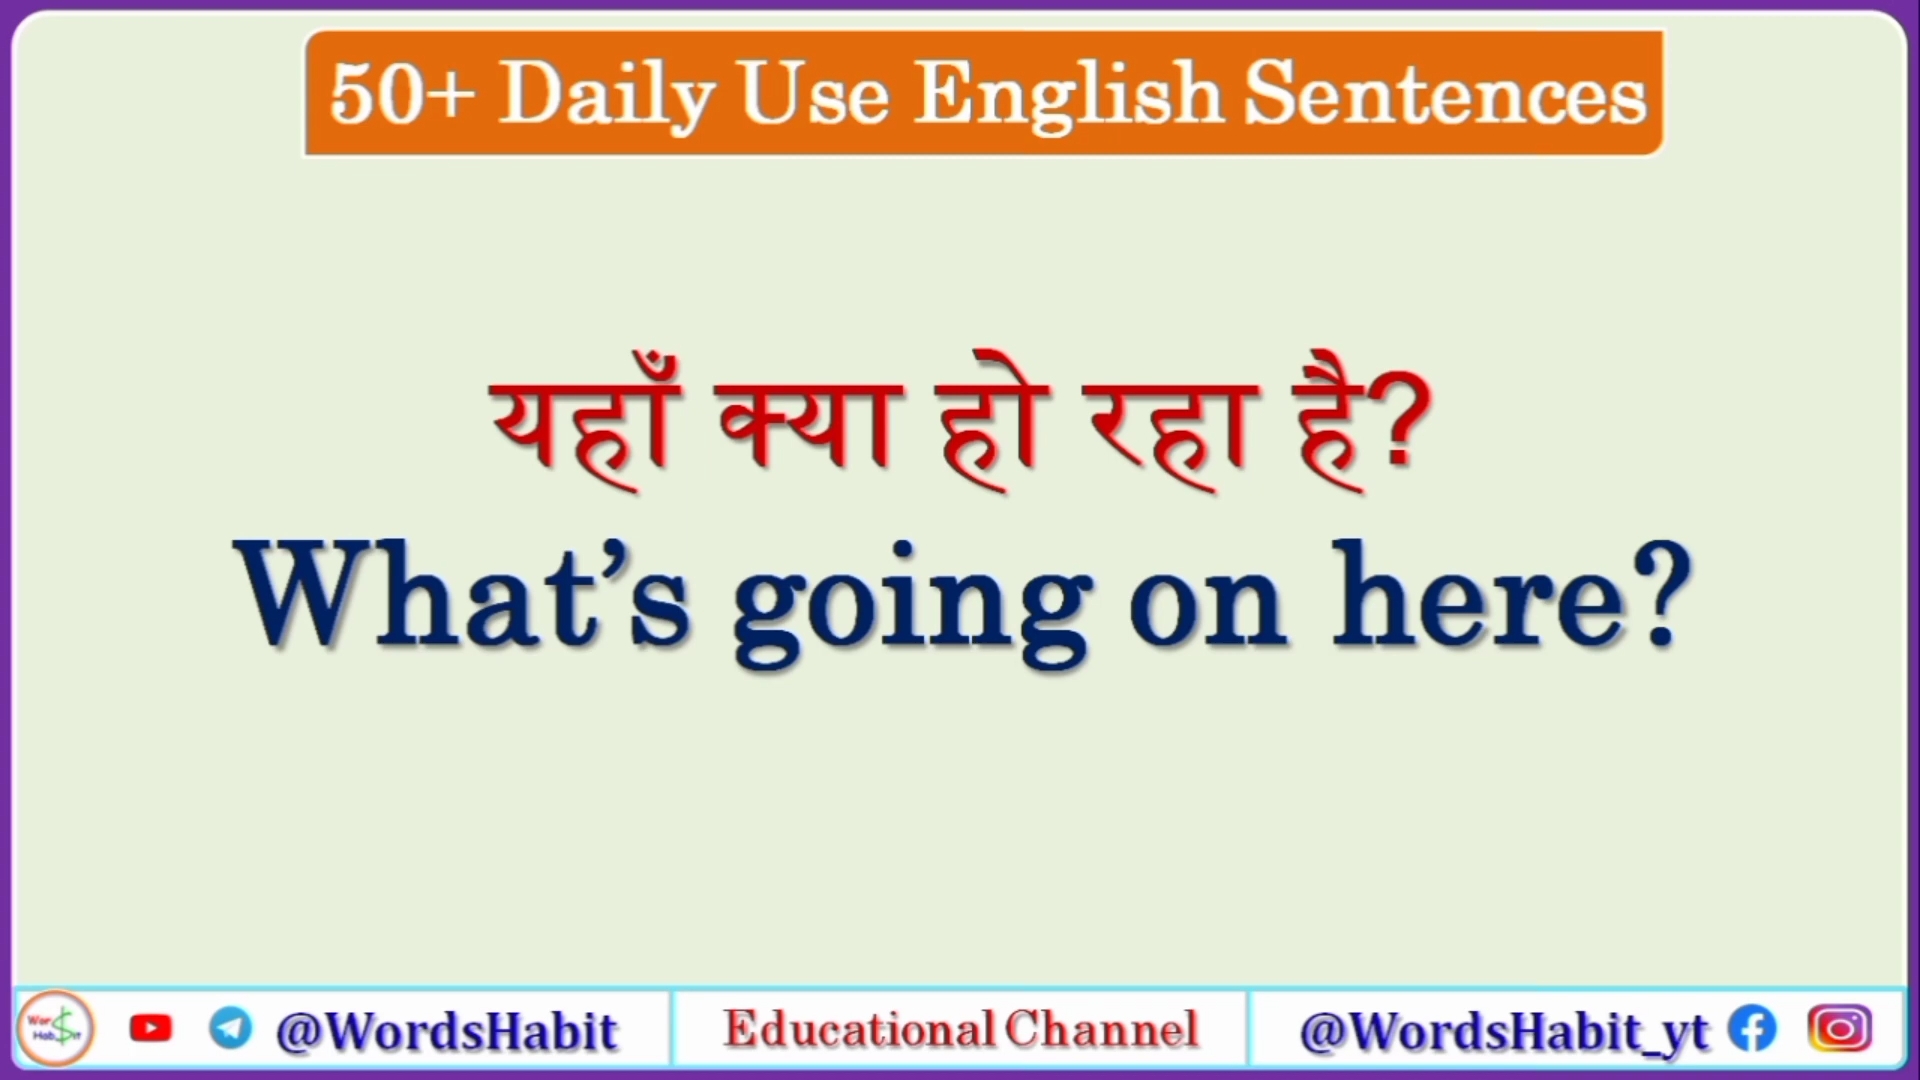 50+ Daily Use English Sentences
यहाँ क्या हो रहा है?
What’s going on here?
@WordsHabit
Educational Channel
@WordsHabit_yt